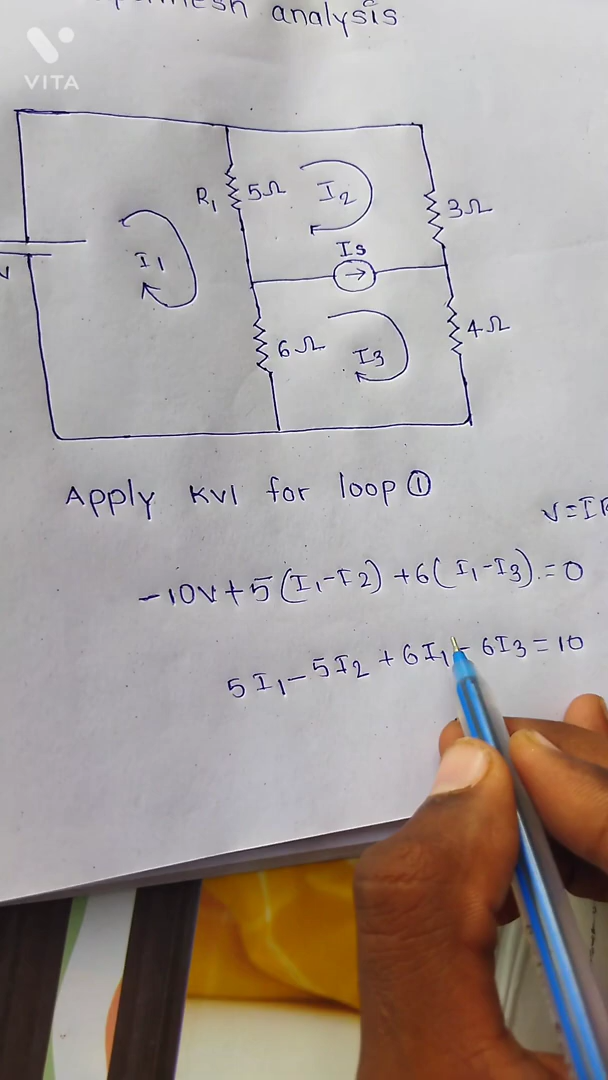 analysis
VITA
R1 5Ω I2 3Ω
Is
I1
V
6Ω I3 4Ω
Apply KVl for loop ①
V=I
-10V+5(I1-I2)+6(I1-I3).=0
5I1-5I2+6I1-6I3=10